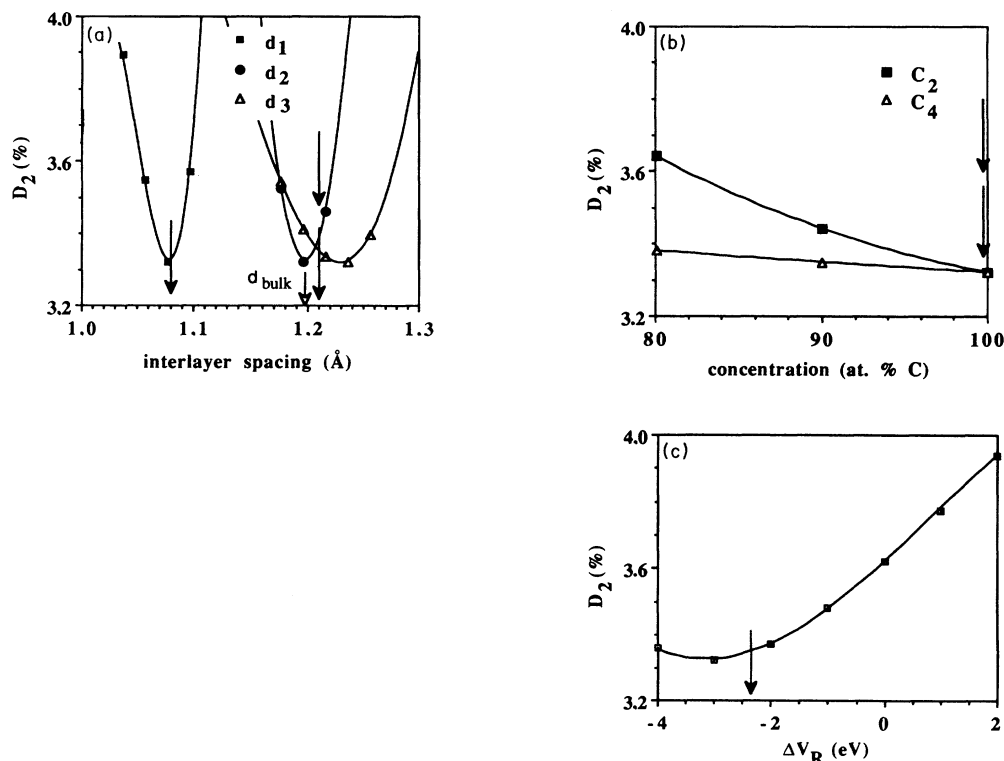 (a)
4.0
3.6
3.2
D2 (%)
d1
d2
d3
dbulk
1.0 1.1 1.2 1.3
interlayer spacing (Å)
(b)
4.0
3.6
3.2
D2 (%)
C2
C4
80 90 100
concentration (at. % C)
(c)
4.0
3.6
3.2
D2 (%)
-4 -2 0 2
ΔVR (eV)